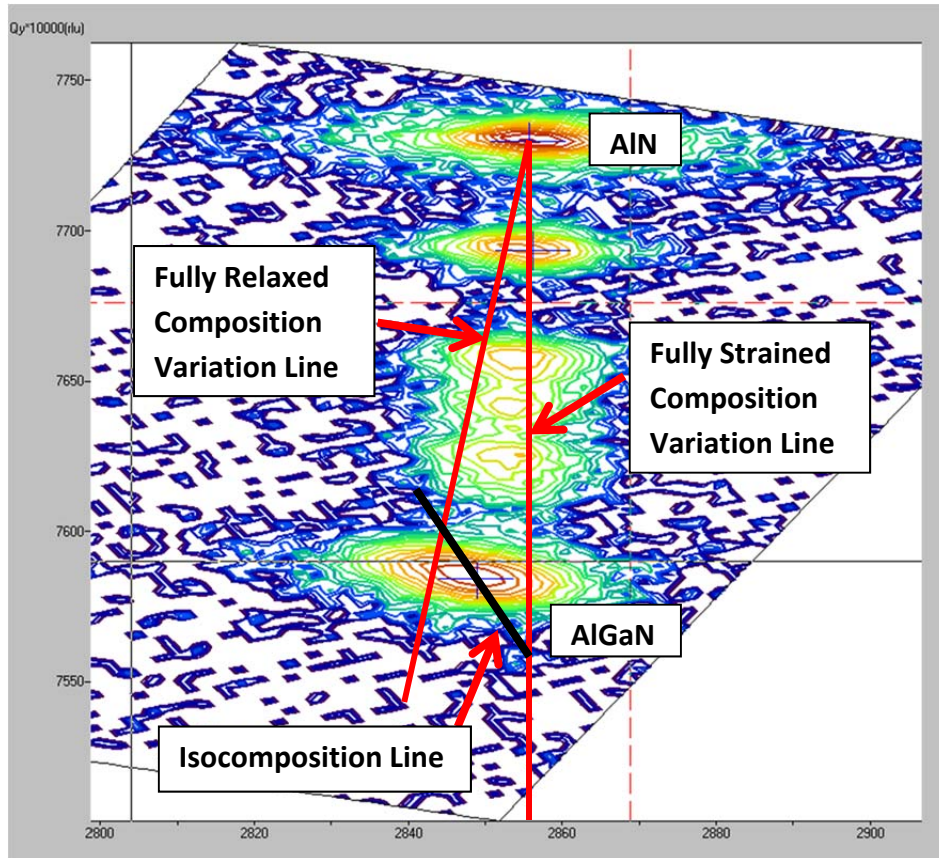 Qy*10000(rlu)
7750
AlN
7700
Fully Relaxed
Composition
Variation Line
Fully Strained
Composition
Variation Line
7650
7600
AlGaN
7550
Isocomposition Line
2800
2820
2840
2860
2880
2900